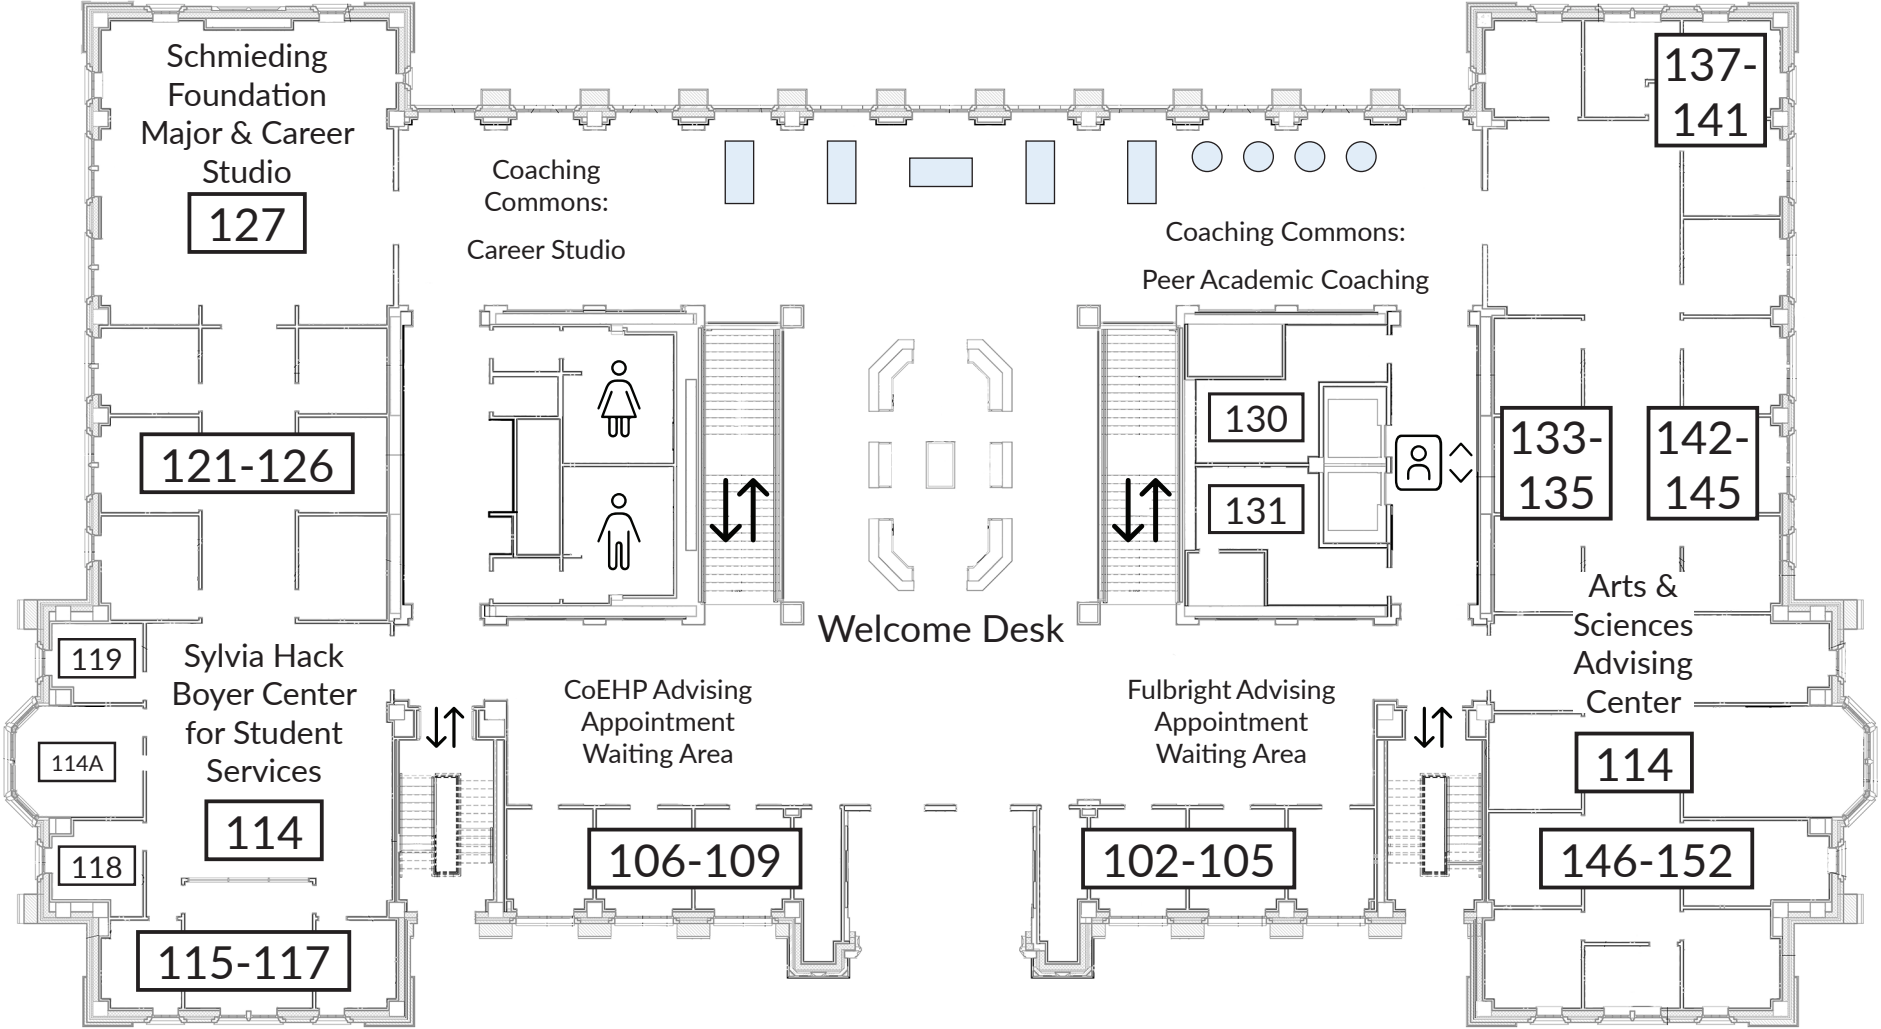 Schmieding
Foundation
Major & Career
Studio
127
Coaching
Commons:
Career Studio
Coaching Commons:
Peer Academic Coaching
137-
141
121-126
130
131
133-
135
142-
145
Welcome Desk
119
Sylvia Hack
Boyer Center
for Student
Services
114
114A
118
115-117
CoEHP Advising
Appointment
Waiting Area
106-109
Fulbright Advising
Appointment
Waiting Area
102-105
Arts &
Sciences
Advising
Center
114
146-152